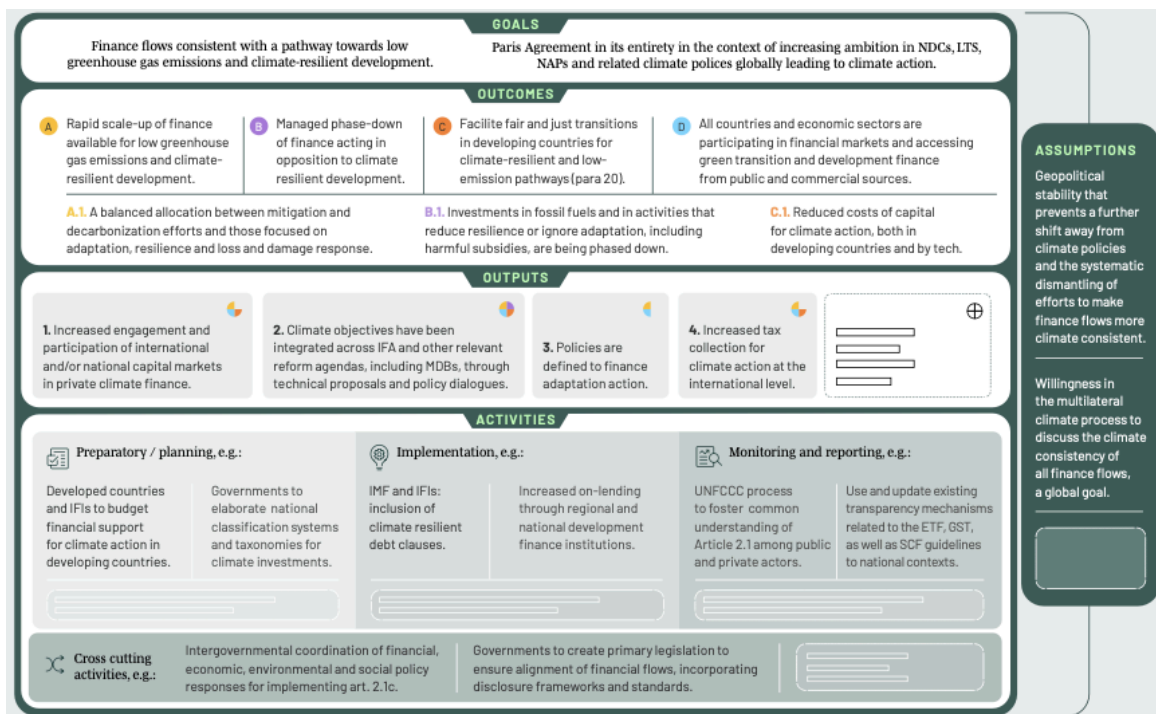 GOALS
Finance flows consistent with a pathway towards low
greenhouse gas emissions and climate-resilient development.
Paris Agreement in its entirety in the context of increasing ambition in NDCs, LTS,
NAPs and related climate polices globally leading to climate action.
OUTCOMES
A
Rapid scale-up of finance
available for low greenhouse
gas emissions and climate-
resilient development.
B
Managed phase-down
of finance acting in
opposition to climate
resilient development.
C
Facilite fair and just transitions
in developing countries for
climate-resilient and low-
emission pathways (para 20).
D
All countries and economic sectors are
participating in financial markets and accessing
green transition and development finance
from public and commercial sources.
A.1. A balanced allocation between mitigation and
decarbonization efforts and those focused on
adaptation, resilience and loss and damage response.
B.1. Investments in fossil fuels and in activities that
reduce resilience or ignore adaptation, including
harmful subsidies, are being phased down.
C.1. Reduced costs of capital
for climate action, both in
developing countries and by tech.
OUTPUTS
1. Increased engagement and
participation of international
and/or national capital markets
in private climate finance.
2. Climate objectives have been
integrated across IFA and other relevant
reform agendas, including MDBs, through
technical proposals and policy dialogues.
3. Policies are
defined to finance
adaptation action.
4. Increased tax
collection for
climate action at the
international level.
ACTIVITIES
Preparatory / planning, e.g.:
Developed countries
and IFIs to budget
financial support
for climate action in
developing countries.
Governments to
elaborate national
classification systems
and taxonomies for
climate investments.
Implementation, e.g.:
IMF and IFIs:
inclusion of
climate resilient
debt clauses.
Increased on-lending
through regional and
national development
finance institutions.
Monitoring and reporting, e.g.:
UNFCCC process
to foster common
understanding of
Article 2.1 among public
and private actors.
Use and update existing
transparency mechanisms
related to the ETF, GST,
as well as SCF guidelines
to national contexts.
Cross cutting
activities, e.g.:
Intergovernmental coordination of financial,
economic, environmental and social policy
responses for implementing art. 2.1c.
Governments to create primary legislation to
ensure alignment of financial flows, incorporating
disclosure frameworks and standards.
ASSUMPTIONS
Geopolitical
stability that
prevents a further
shift away from
climate policies
and the systematic
dismantling of
efforts to make
finance flows more
climate consistent.
Willingness in
the multilateral
climate process to
discuss the climate
consistency of
all finance flows,
a global goal.